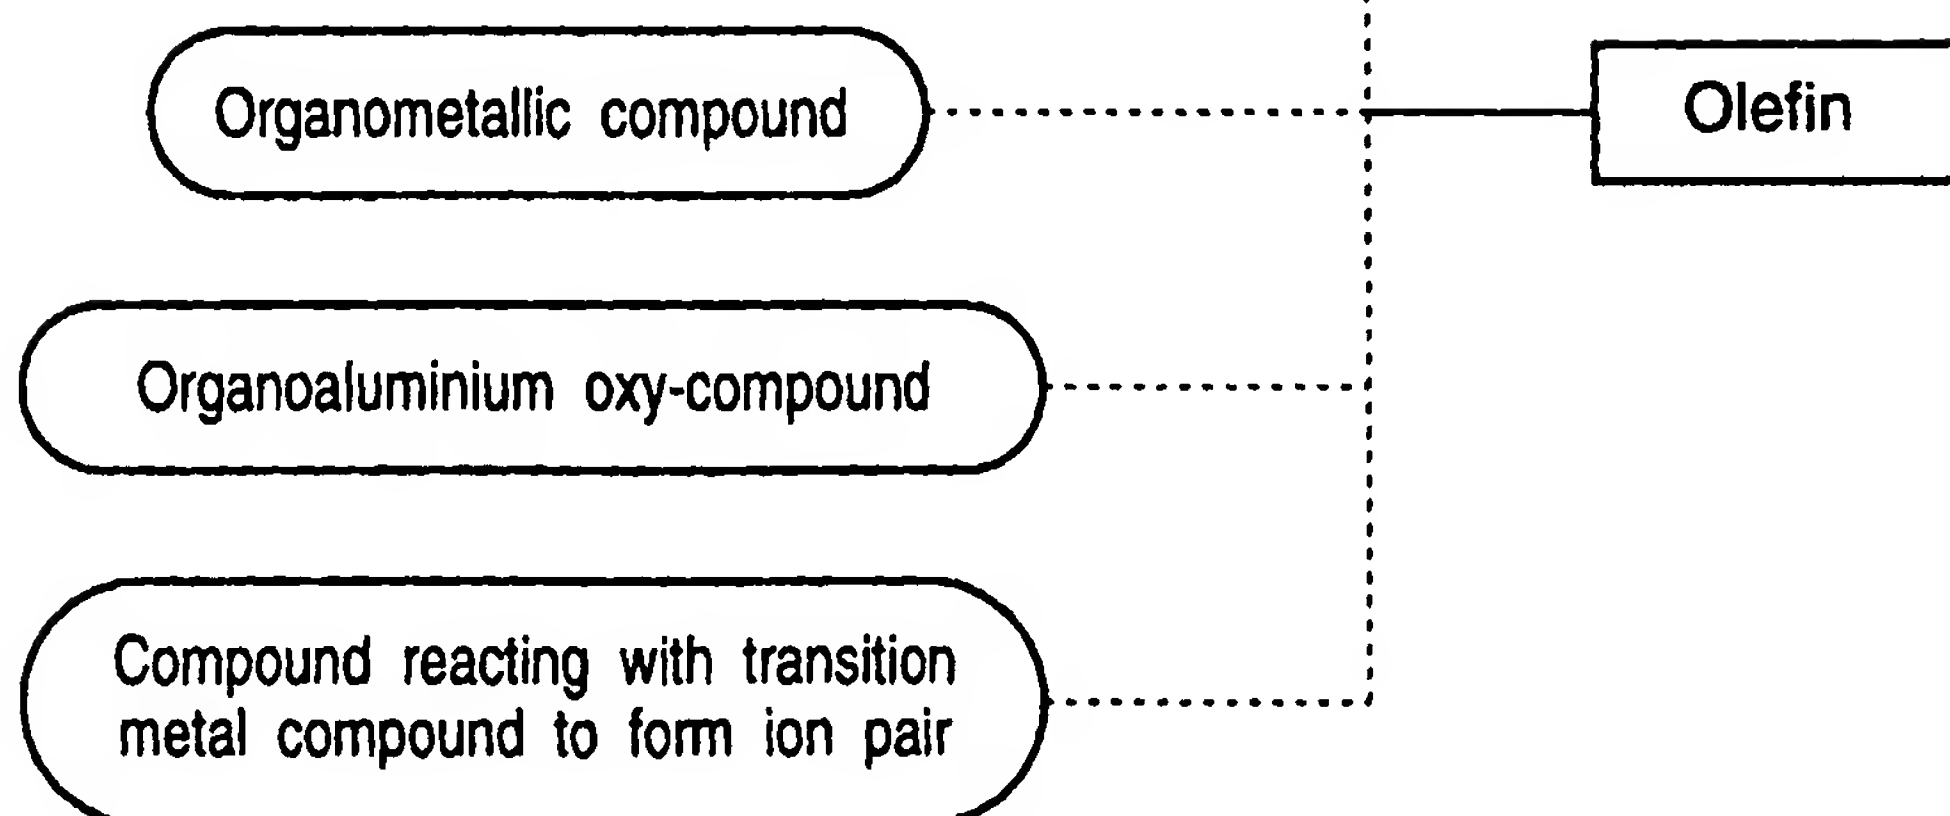 Organometallic compound
Olefin
Organoaluminium oxy-compound
Compound reacting with transition
metal compound to form ion pair